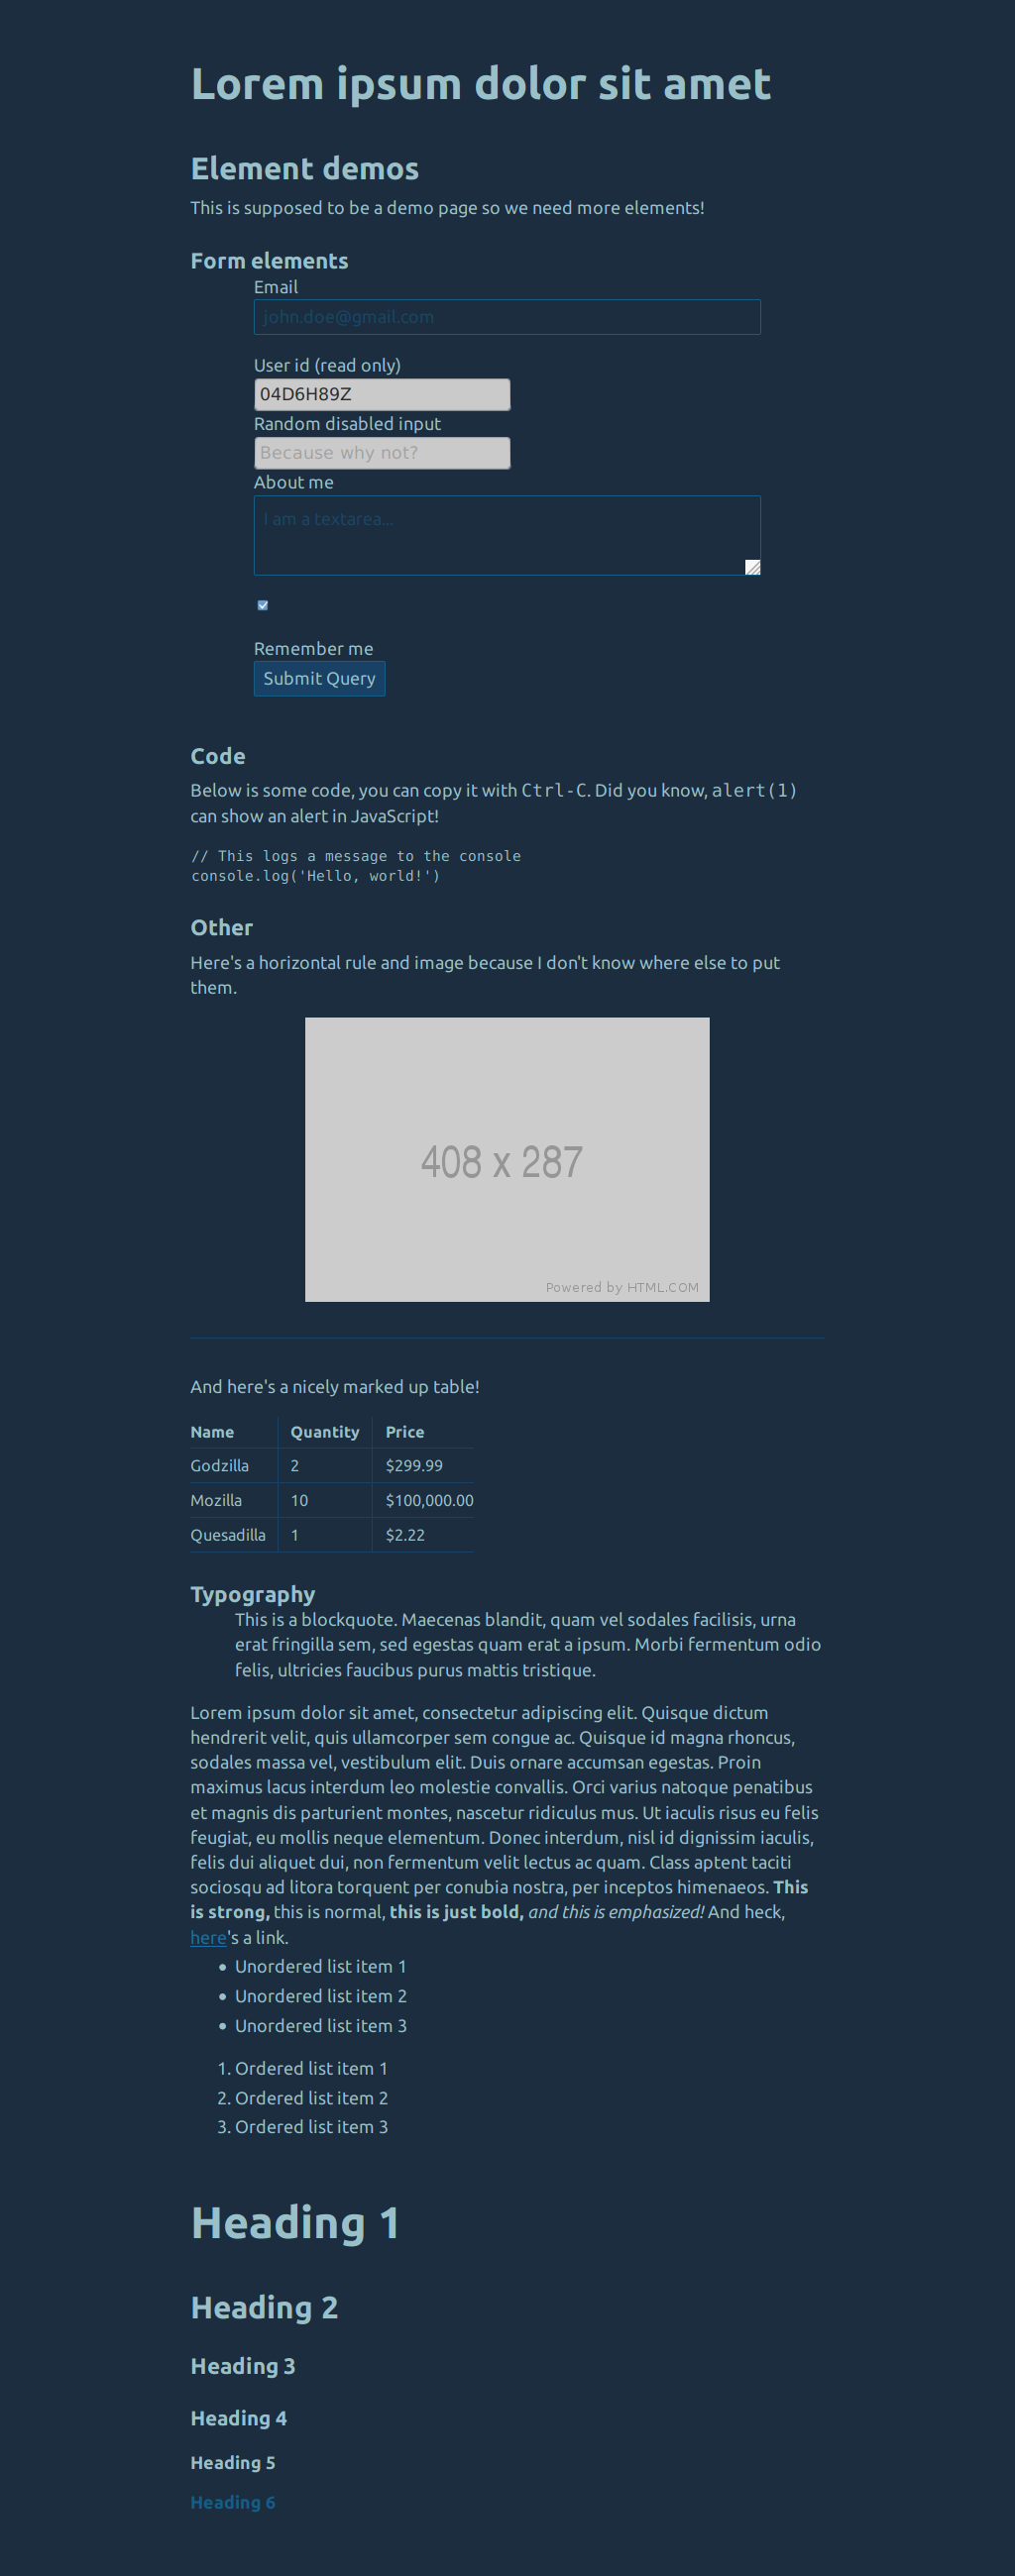 Lorem ipsum dolor sit amet
Element demos
This is supposed to be a demo page so we need more elements!
Form elements
Email
john.doe@gmail.com
User id (read only)
04D6H89Z
Random disabled input
Because why not?
About me
I am a textarea...
Remember me
Submit Query
Code
Below is some code, you can copy it with Ctrl-C. Did you know, alert(1)
can show an alert in JavaScript!
// This logs a message to the console
console.log('Hello, world!')
Other
Here's a horizontal rule and image because I don't know where else to put
them.
408 x 287
Powered by HTML.COM
And here's a nicely marked up table!
Name Quantity Price
Godzilla 2 $299.99
Mozilla 10 $100,000.00
Quesadilla 1 $2.22
Typography
This is a blockquote. Maecenas blandit, quam vel sodales facilisis, urna
erat fringilla sem, sed egestas quam erat a ipsum. Morbi fermentum odio
felis, ultricies faucibus purus mattis tristique.
Lorem ipsum dolor sit amet, consectetur adipiscing elit. Quisque dictum
hendrerit velit, quis ullamcorper sem congue ac. Quisque id magna rhoncus,
sodales massa vel, vestibulum elit. Duis ornare accumsan egestas. Proin
maximus lacus interdum leo molestie convallis. Orci varius natoque penatibus
et magnis dis parturient montes, nascetur ridiculus mus. Ut iaculis risus eu felis
feugiat, eu mollis neque elementum. Donec interdum, nisl id dignissim iaculis,
felis dui aliquet dui, non fermentum velit lectus ac quam. Class aptent taciti
sociosqu ad litora torquent per conubia nostra, per inceptos himenaeos. This
is strong, this is normal, this is just bold, and this is emphasized! And heck,
here's a link.
• Unordered list item 1
• Unordered list item 2
• Unordered list item 3
1. Ordered list item 1
2. Ordered list item 2
3. Ordered list item 3
Heading 1
Heading 2
Heading 3
Heading 4
Heading 5
Heading 6